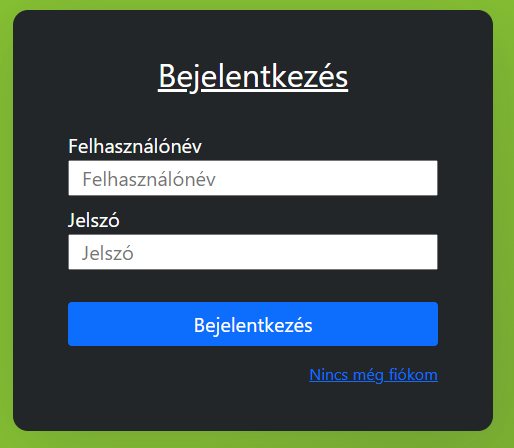 Bejelentkezés
Felhasználónév
Felhasználónév
Jelszó
Jelszó
Bejelentkezés
Nincs még fiókom